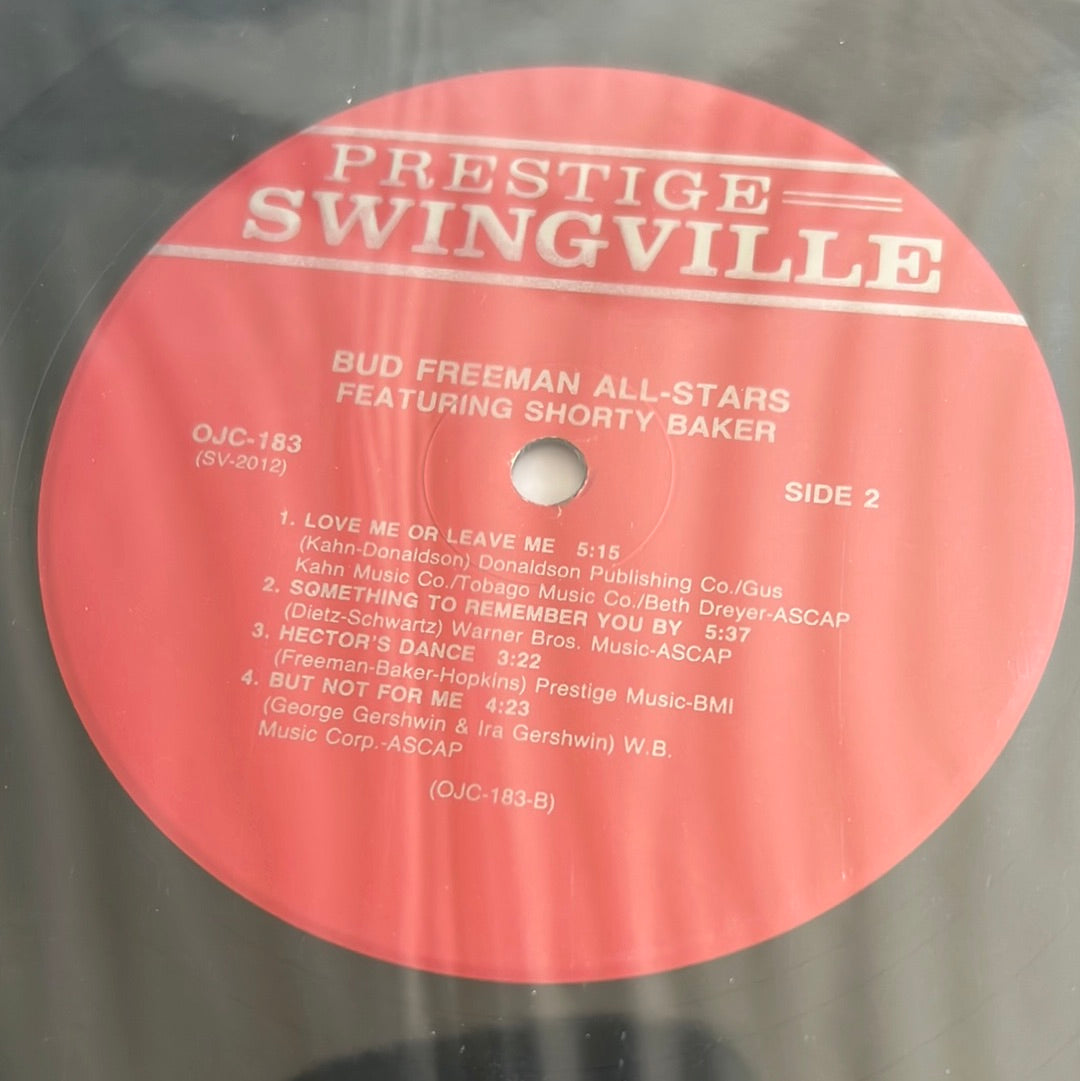 PRESTIGE
SWINGVILLE
BUD FREEMAN ALL-STARS
FEATURING SHORTY BAKER
OJC-183
(SV-2012)
SIDE 2
1. LOVE ME OR LEAVE ME 5:15
(Kahn-Donaldson) Donaldson Publishing Co./Gus
Kahn Music Co./Tobago Music Co./Beth Dreyer-ASCAP
2. SOMETHING TO REMEMBER YOU BY 5:37
(Dietz-Schwartz) Warner Bros. Music-ASCAP
3. HECTOR'S DANCE 3:22
(Freeman-Baker-Hopkins) Prestige Music-BMI
4. BUT NOT FOR ME 4:23
(George Gershwin & Ira Gershwin) W.B.
Music Corp.-ASCAP
(OJC-183-B)